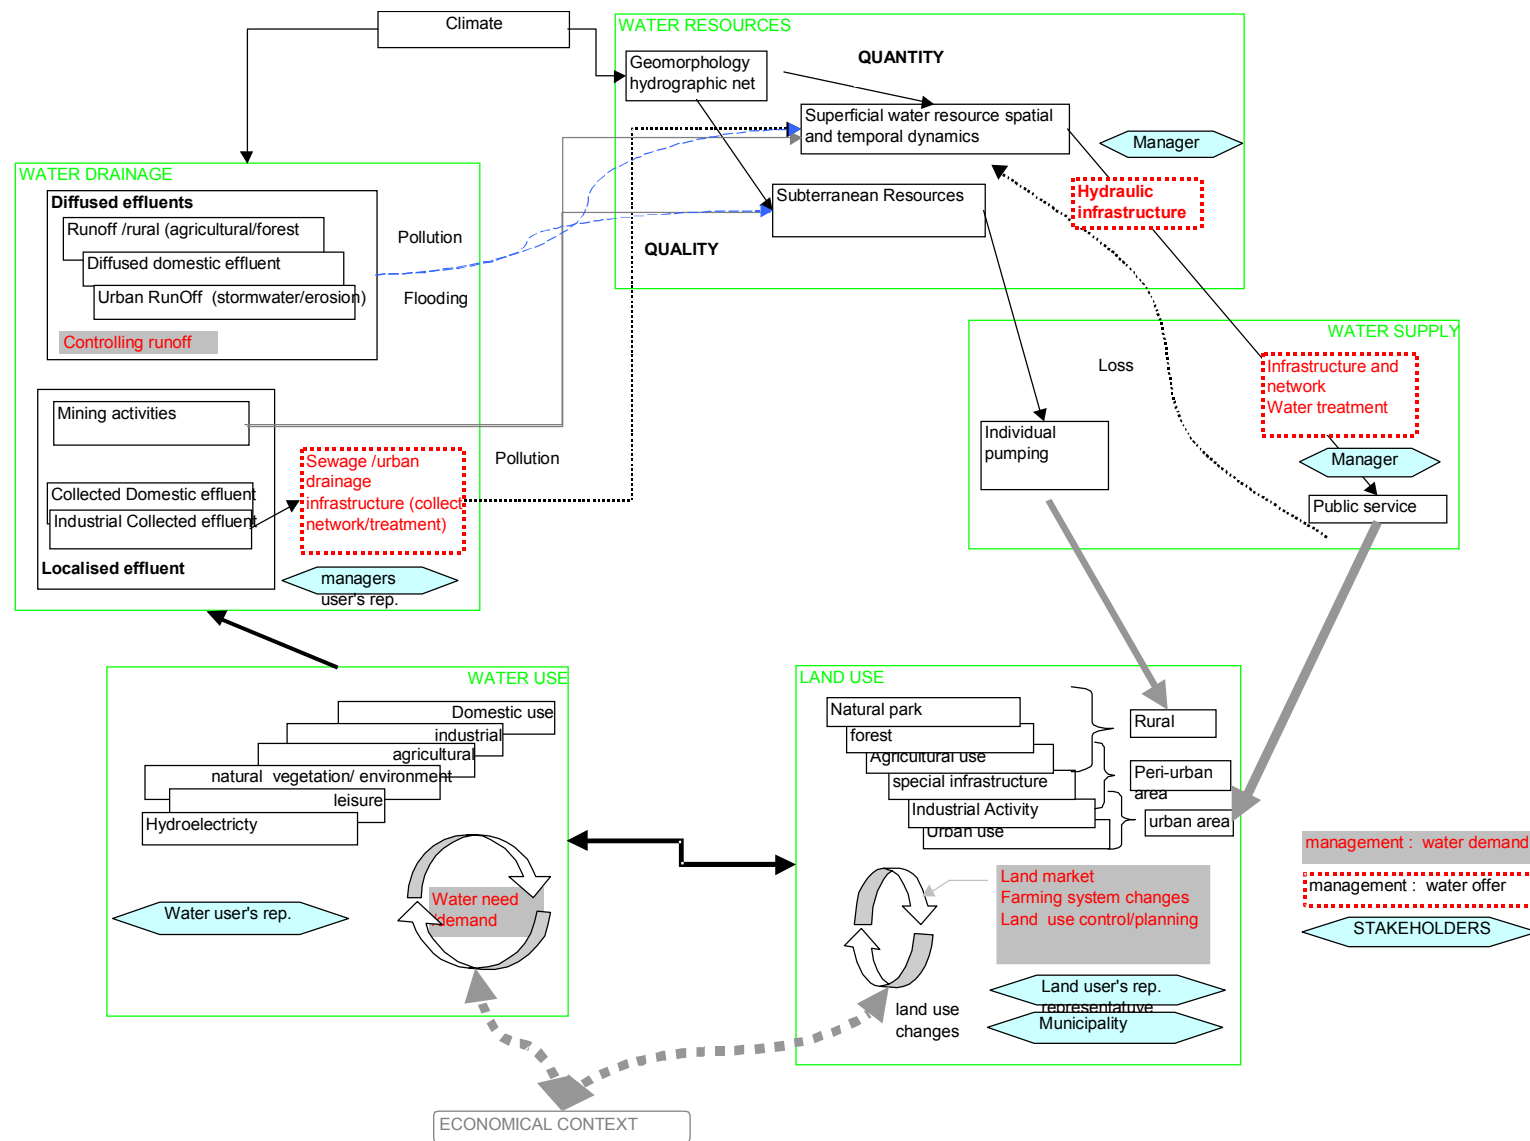 Climate
WATER RESOURCES
Geomorphology
hydrographic net
QUANTITY
Superficial water resource spatial
and temporal dynamics
Manager
Subterranean Resources
Hydraulic
infrastructure
QUALITY
WATER DRAINAGE
Diffused effluents
Runoff /rural (agricultural/forest
Diffused domestic effluent
Urban RunOff (stormwater/erosion)
Controlling runoff
Pollution
Flooding
Mining activities
Collected Domestic effluent
Industrial Collected effluent
Localised effluent
Sewage /urban
drainage
infrastructure (collect
network/treatment)
Pollution
managers
user's rep.
WATER SUPPLY
Loss
Infrastructure and
network
Water treatment
Individual
pumping
Manager
Public service
WATER USE
Domestic use
industrial
agricultural
natural vegetation/ environment
leisure
Hydroelectricty
Water need
/demand
Water user's rep.
LAND USE
Natural park
forest
Agricultural use
special infrastructure
Industrial Activity
Urban use
Rural
Peri-urban
area
urban area
Land market
Farming system changes
Land use control/planning
land use
changes
Land user's rep.
representatuve
Municipality
management : water demand
management : water offer
STAKEHOLDERS
ECONOMICAL CONTEXT